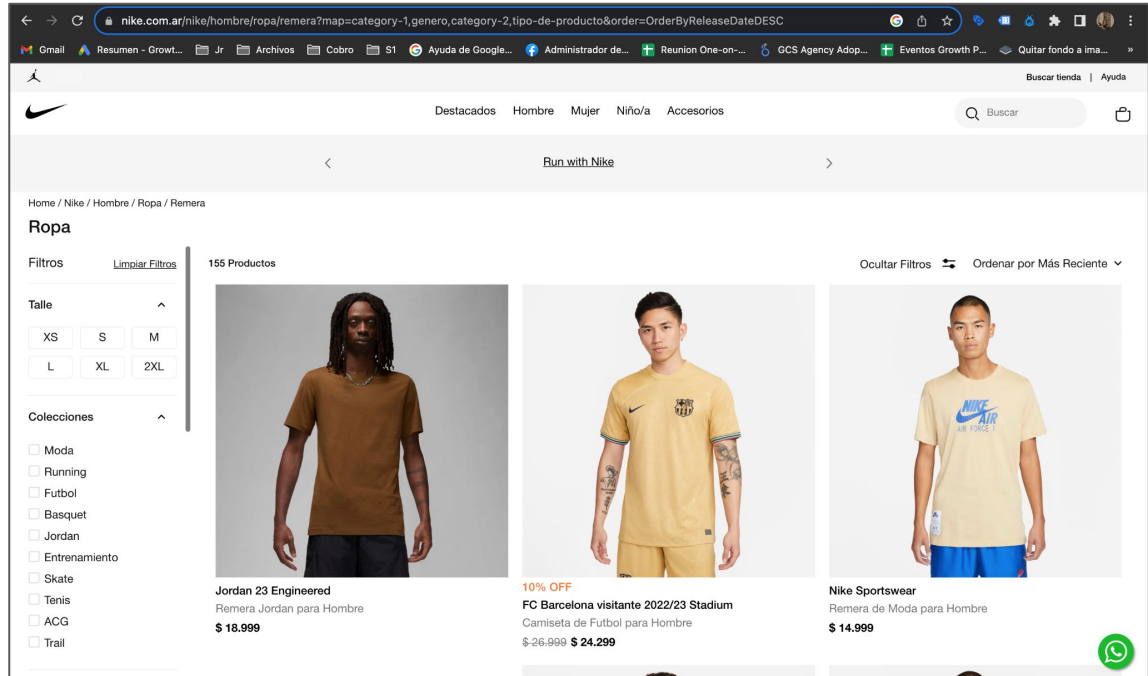 nike.com.ar/nike/hombre/ropa/remera?map=category-1,genero,category-2,tipo-de-producto&order=OrderByReleaseDateDESC
Gmail Resumen - Growt... Jr Archivos Cobro S1 Ayuda de Google... Administrador de... Reunion One-on-... GCS Agency Adop... Eventos Growth P... Quitar fondo a ima... »
Buscar tienda | Ayuda
Destacados Hombre Mujer Niño/a Accesorios Buscar
Run with Nike
Home / Nike / Hombre / Ropa / Remera
Ropa
Filtros Limpiar Filtros
155 Productos
Ocultar Filtros Ordenar por Más Reciente
Talle
XS S M
L XL 2XL
Colecciones
Moda
Running
Futbol
Basquet
Jordan
Entrenamiento
Skate
Tenis
ACG
Trail
NIKE
AIR
AIR FORCE 1
Jordan 23 Engineered
Remera Jordan para Hombre
$ 18.999
10% OFF
FC Barcelona visitante 2022/23 Stadium
Camiseta de Futbol para Hombre
$ 26.999 $ 24.299
Nike Sportswear
Remera de Moda para Hombre
$ 14.999